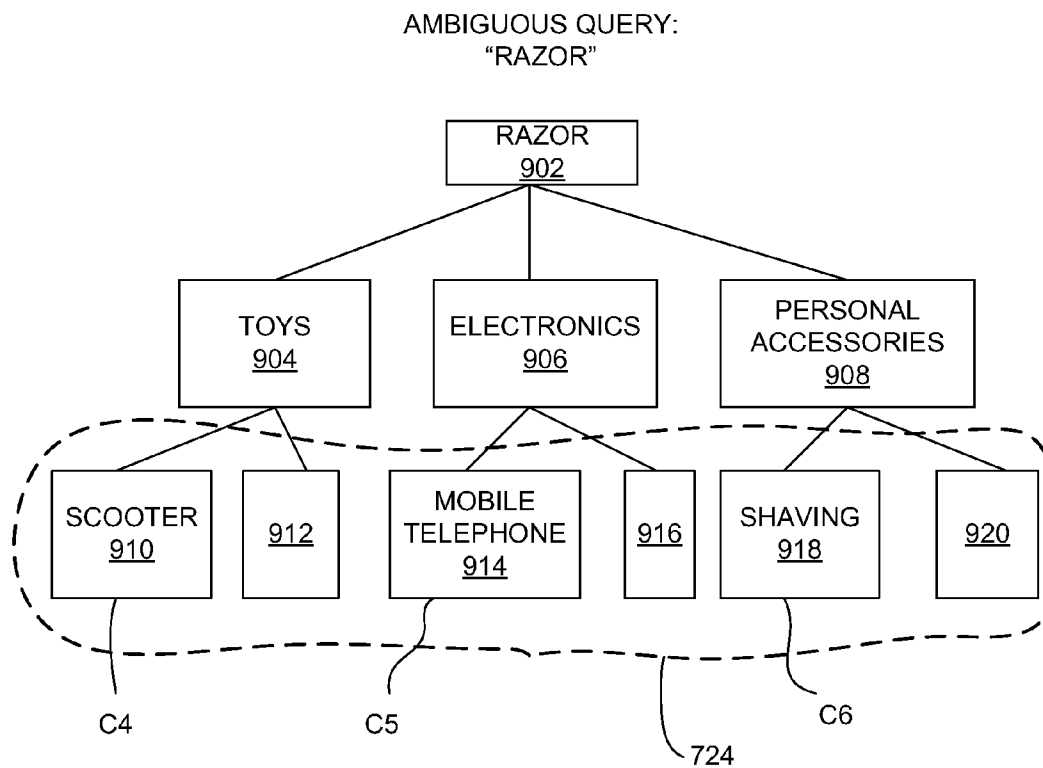 AMBIGUOUS QUERY:
“RAZOR”
RAZOR
902
TOYS
904
ELECTRONICS
906
PERSONAL
ACCESSORIES
908
SCOOTER
910
912
MOBILE
TELEPHONE
914
916
SHAVING
918
920
C4
C5
C6
724